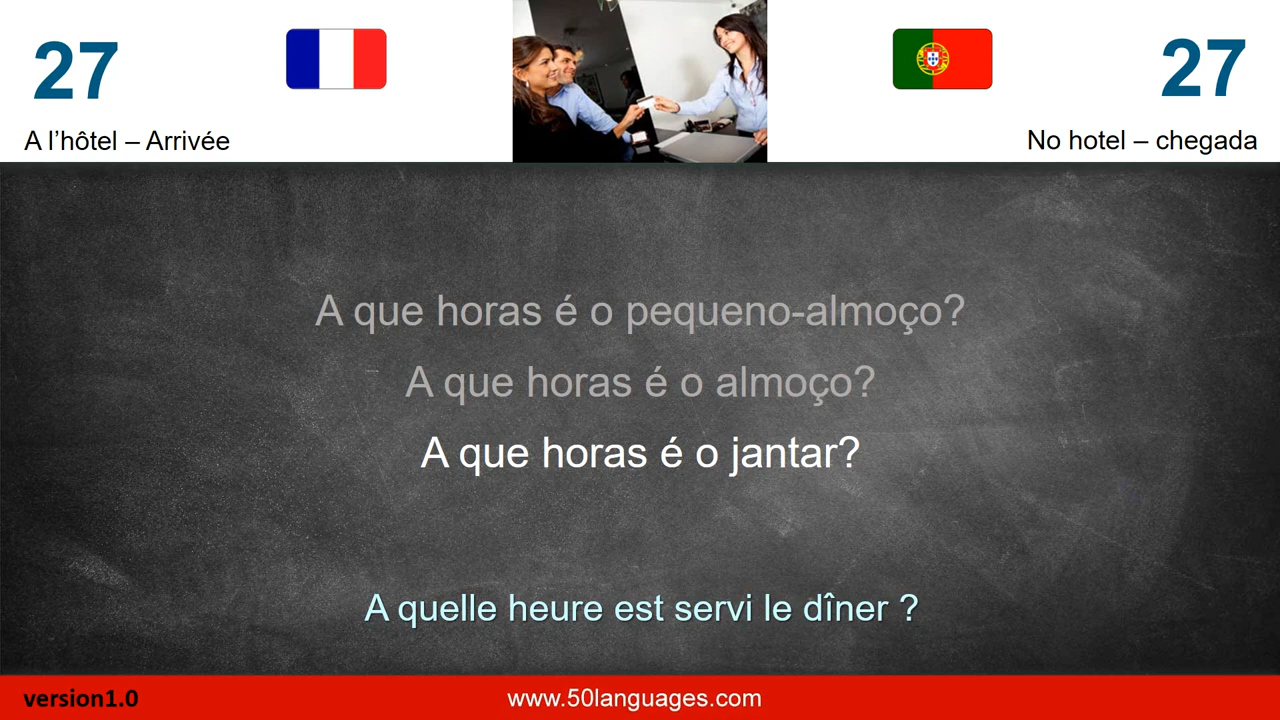 27
27
A l’hôtel – Arrivée
No hotel – chegada
A que horas é o pequeno-almoço?
A que horas é o almoço?
A que horas é o jantar?
A quelle heure est servi le dîner ?
version1.0
www.50languages.com